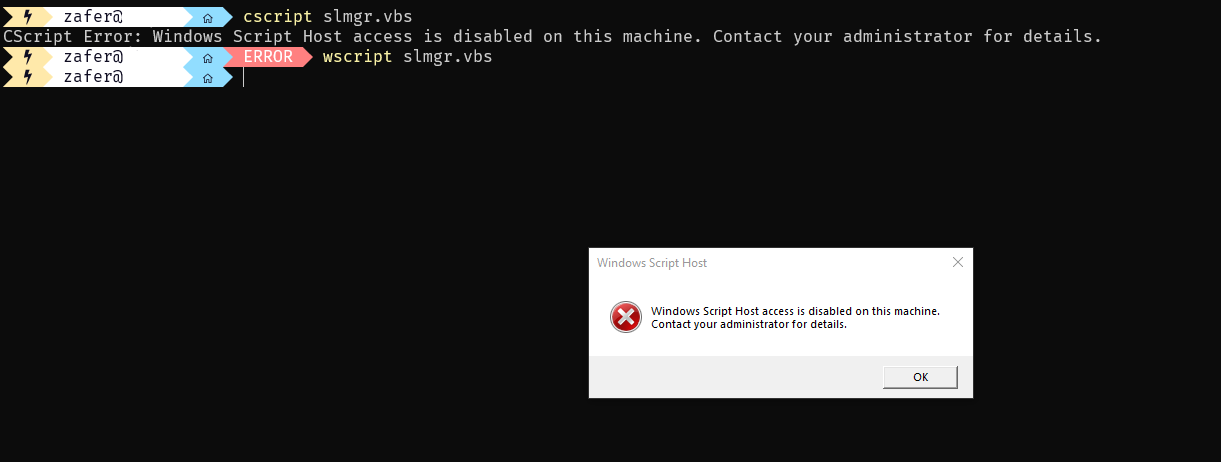 zafer@ cscript slmgr.vbs
CScript Error: Windows Script Host access is disabled on this machine. Contact your administrator for details.
zafer@ ERROR wscript slmgr.vbs
zafer@
Windows Script Host
Windows Script Host access is disabled on this machine.
Contact your administrator for details.
OK